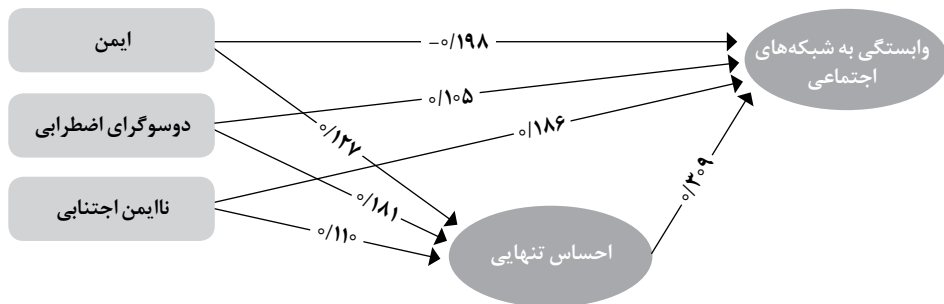 ایمن
دوسوگرای اضطرابی
ناایمن اجتنابی
وابستگی به شبکه‌های
اجتماعی
احساس تنهایی
-۰/۱۹۸
۰/۱۰۵
۰/۱۸۶
۰/۱۲۷
۰/۱۸۱
۰/۱۱۰
۰/۳۰۹